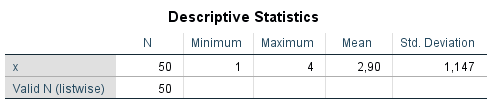 Descriptive Statistics
N Minimum Maximum Mean Std. Deviation
x 50 1 4 2,90 1,147
Valid N (listwise) 50